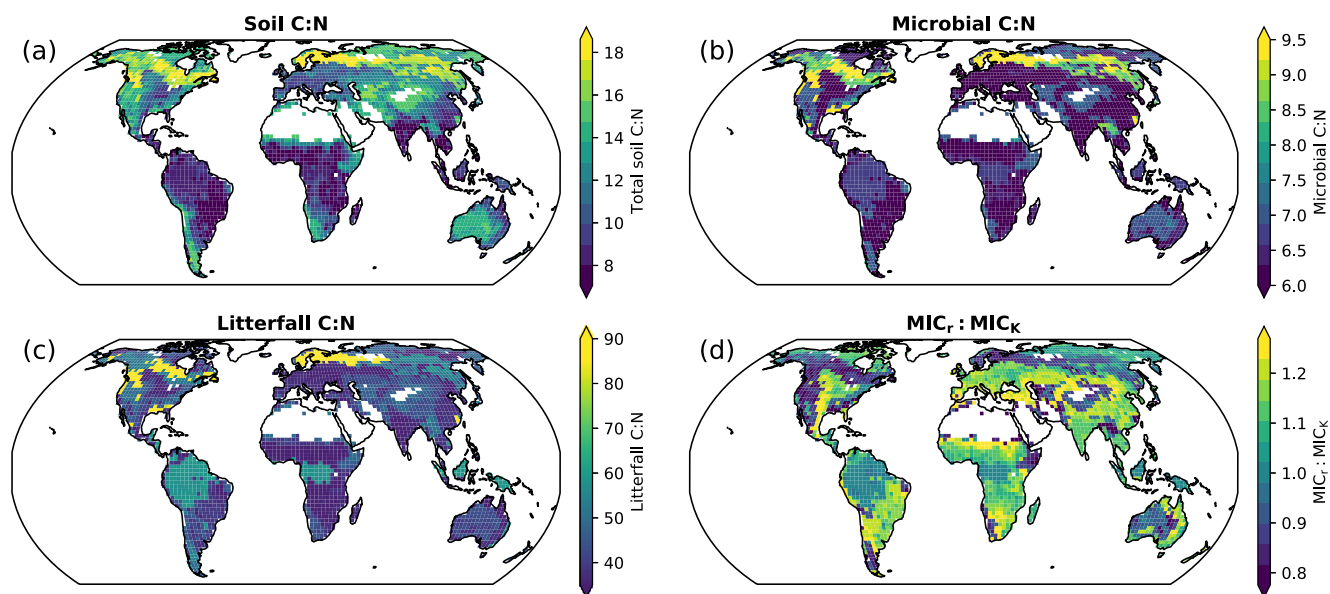 Soil C:N
(a)
18
16
14
12
10
8
Total soil C:N
Microbial C:N
(b)
9.5
9.0
8.5
8.0
7.5
7.0
6.5
6.0
Microbial C:N
Litterfall C:N
(c)
90
80
70
60
50
40
Litterfall C:N
MICr : MICK
(d)
1.2
1.1
1.0
0.9
0.8
MICr : MICK